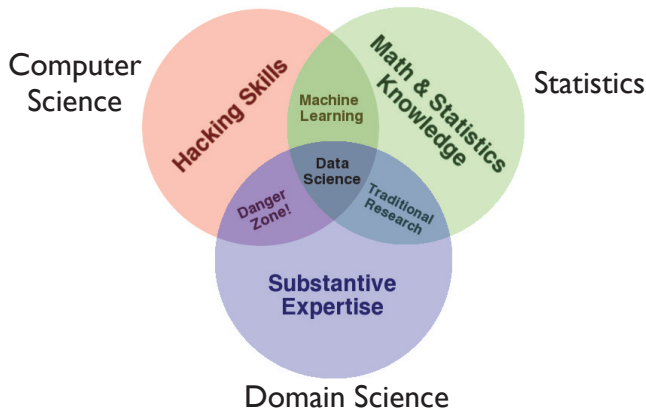 Computer
Science
Hacking Skills
Math & Statistics
Knowledge
Statistics
Machine
Learning
Data
Science
Danger
Zone!
Traditional
Research
Substantive
Expertise
Domain Science